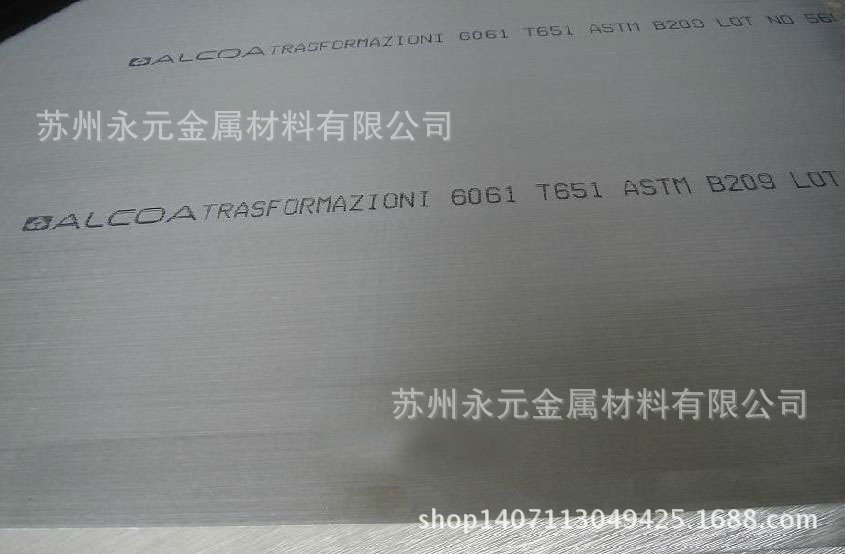 ALCOA TRASFORMAZIONI 6061 T651 ASTM B209 LOT NO 561
苏州永元金属材料有限公司
ALCOA TRASFORMAZIONI 6061 T651 ASTM B209 LOT
苏州永元金属材料有限公司
shop1407113049425.1688.com